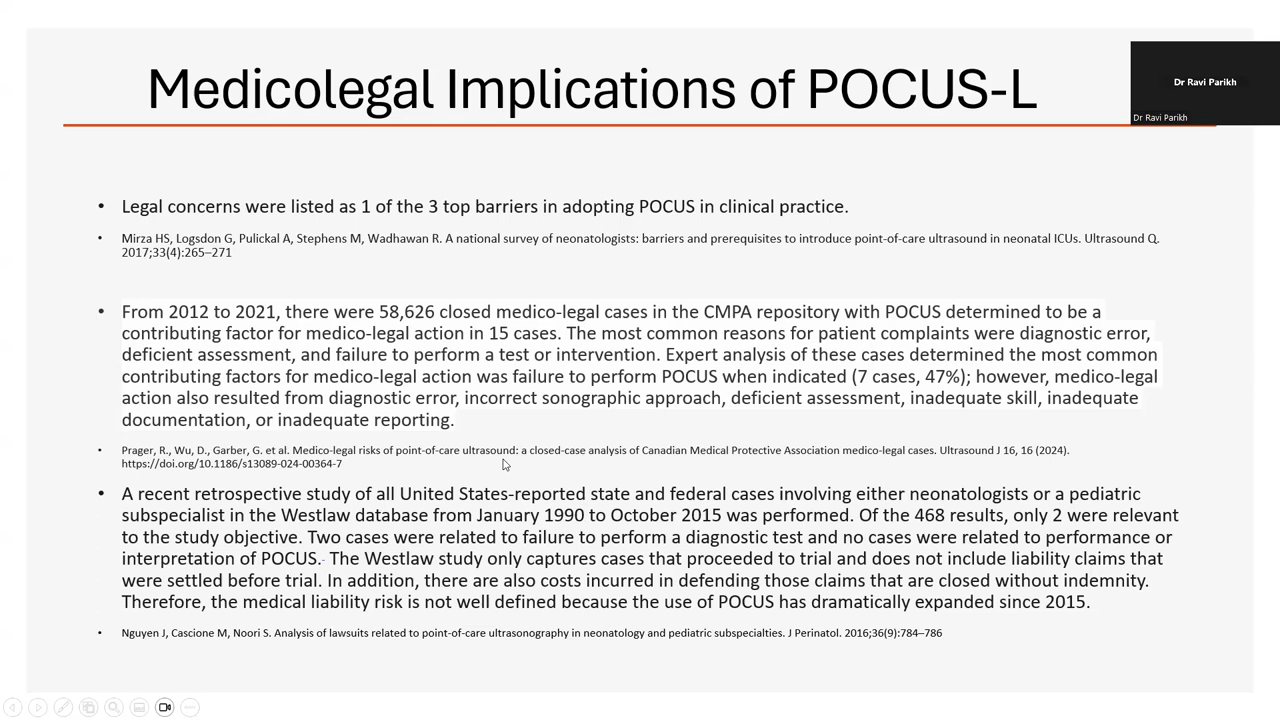 Medicolegal Implications of POCUS-L
Dr Ravi Parikh
Dr Ravi Parikh
• Legal concerns were listed as 1 of the 3 top barriers in adopting POCUS in clinical practice.
• Mirza HS, Logsdon G, Pulickal A, Stephens M, Wadhawan R. A national survey of neonatologists: barriers and prerequisites to introduce point-of-care ultrasound in neonatal ICUs. Ultrasound Q.
2017;33(4):265–271
• From 2012 to 2021, there were 58,626 closed medico-legal cases in the CMPA repository with POCUS determined to be a
contributing factor for medico-legal action in 15 cases. The most common reasons for patient complaints were diagnostic error,
deficient assessment, and failure to perform a test or intervention. Expert analysis of these cases determined the most common
contributing factors for medico-legal action was failure to perform POCUS when indicated (7 cases, 47%); however, medico-legal
action also resulted from diagnostic error, incorrect sonographic approach, deficient assessment, inadequate skill, inadequate
documentation, or inadequate reporting.
• Prager, R., Wu, D., Garber, G. et al. Medico-legal risks of point-of-care ultrasound: a closed-case analysis of Canadian Medical Protective Association medico-legal cases. Ultrasound J 16, 16 (2024).
https://doi.org/10.1186/s13089-024-00364-7
• A recent retrospective study of all United States-reported state and federal cases involving either neonatologists or a pediatric
subspecialist in the Westlaw database from January 1990 to October 2015 was performed. Of the 468 results, only 2 were relevant
to the study objective. Two cases were related to failure to perform a diagnostic test and no cases were related to performance or
interpretation of POCUS.- The Westlaw study only captures cases that proceeded to trial and does not include liability claims that
were settled before trial. In addition, there are also costs incurred in defending those claims that are closed without indemnity.
Therefore, the medical liability risk is not well defined because the use of POCUS has dramatically expanded since 2015.
• Nguyen J, Cascione M, Noori S. Analysis of lawsuits related to point-of-care ultrasonography in neonatology and pediatric subspecialties. J Perinatol. 2016;36(9):784–786